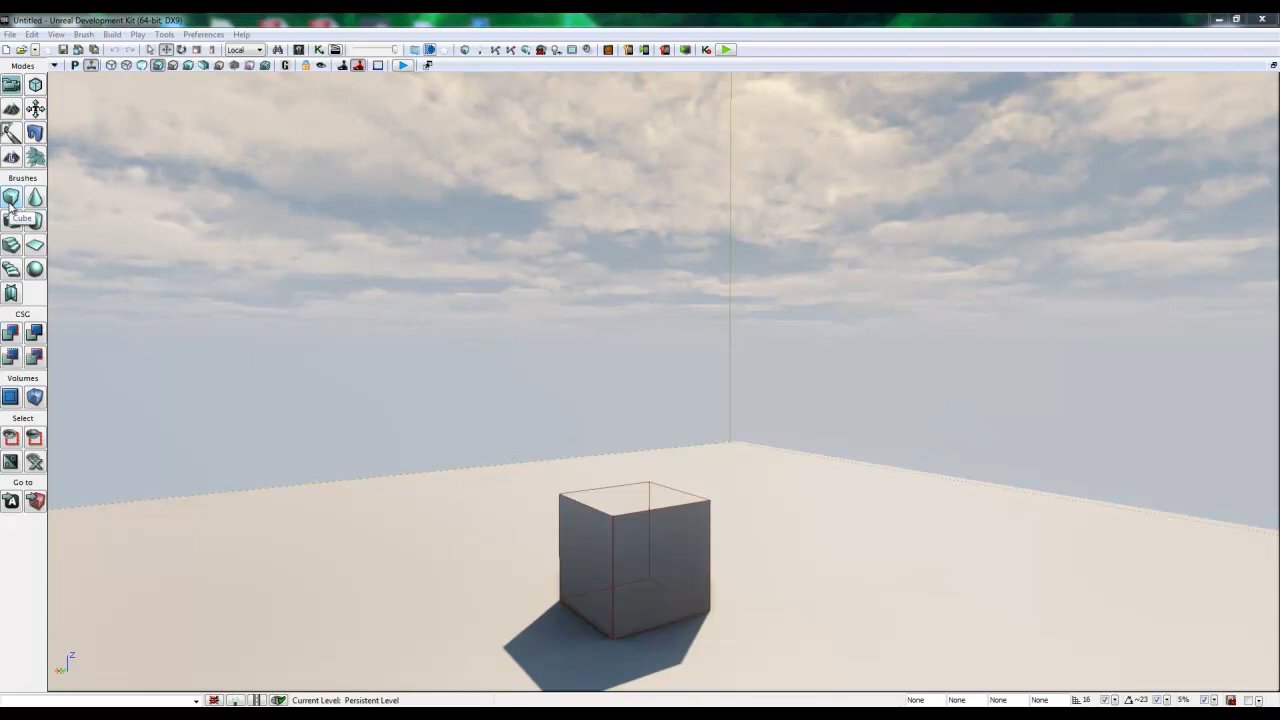 Untitled - Unreal Development Kit (64-bit, DX9)
File Edit View Brush Build Play Tools Preferences Help
Local
Modes
P
G
Brushes
Cube
CSG
Volumes
Select
Go to
Z
Current Level: Persistent Level
None None None None 16 ~23 5%